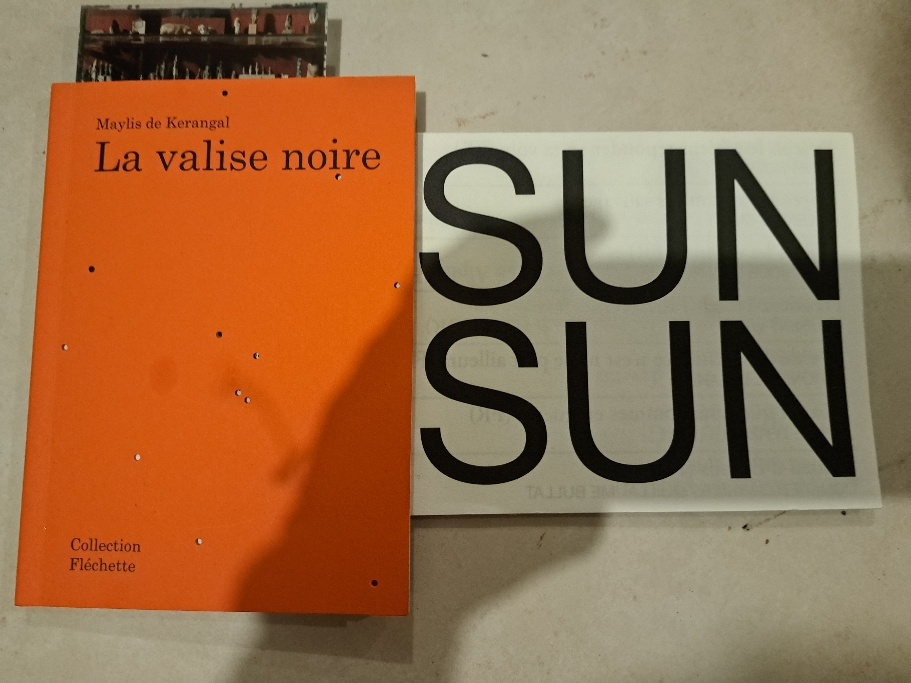 Maylis de Kerangal
La valise noire
Collection
Fléchette
SUN
SUN